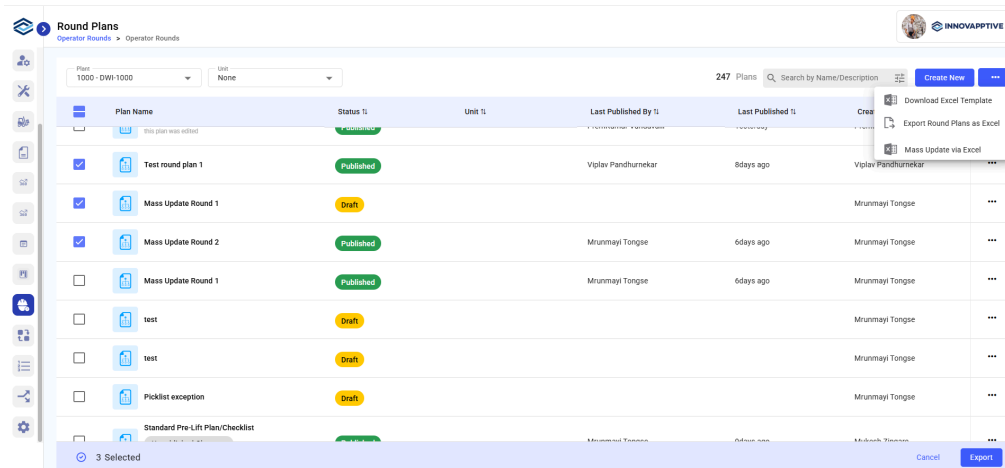 Round Plans
Operator Rounds > Operator Rounds
INNOVAPPTIVE
Plant
1000 - DWI-1000
Unit
None
247 Plans
Search by Name/Description
Create New
Download Excel Template
Export Round Plans as Excel
Mass Update via Excel
Plan Name Status Unit Last Published By Last Published Crea
this plan was edited Published Yesterday
Test round plan 1 Published Viplav Pandhurnekar 8days ago Viplav Pandhurnekar
Mass Update Round 1 Draft Mrunmayi Tongse
Mass Update Round 2 Published Mrunmayi Tongse 6days ago Mrunmayi Tongse
Mass Update Round 1 Published Mrunmayi Tongse 6days ago Mrunmayi Tongse
test Draft Mrunmayi Tongse
test Draft Mrunmayi Tongse
Picklist exception Draft Mrunmayi Tongse
Standard Pre-Lift Plan/Checklist
Published Mrunmayi Tongse 9days ago Mukesh Zingare
3 Selected
Cancel
Export